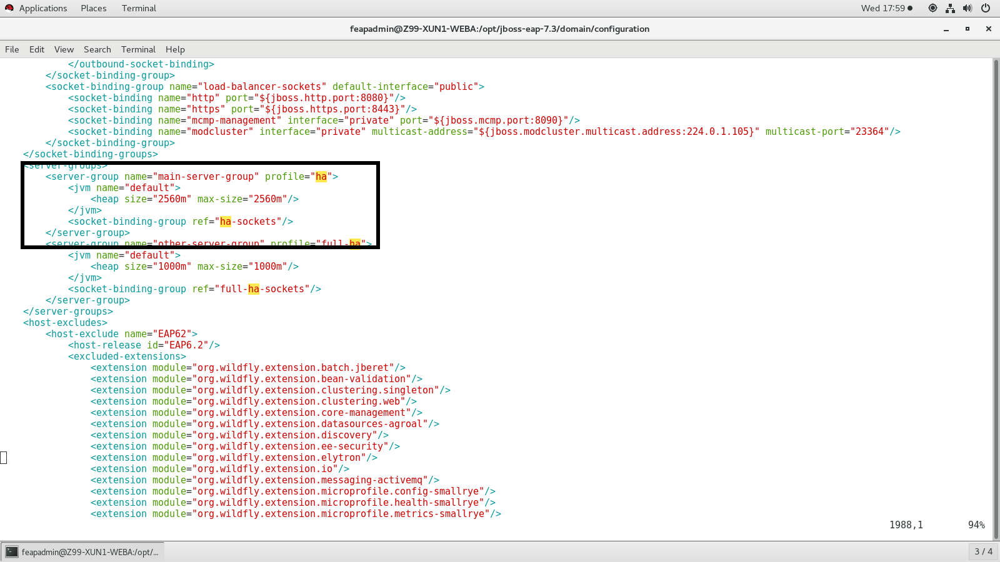 Applications Places Terminal Wed 17:59
feapadmin@Z99-XUN1-WEBA:/opt/jboss-eap-7.3/domain/configuration
File Edit View Search Terminal Help
</outbound-socket-binding>
</socket-binding-group>
<socket-binding-group name="load-balancer-sockets" default-interface="public">
<socket-binding name="http" port="${jboss.http.port:8080}"/>
<socket-binding name="https" port="${jboss.https.port:8443}"/>
<socket-binding name="mcmp-management" interface="private" port="${jboss.mcmp.port:8090}"/>
<socket-binding name="modcluster" interface="private" multicast-address="${jboss.modcluster.multicast.address:224.0.1.105}" multicast-port="23364"/>
</socket-binding-group>
</socket-binding-groups>
<server-groups>
<server-group name="main-server-group" profile="ha">
<jvm name="default">
<heap size="2560m" max-size="2560m"/>
</jvm>
<socket-binding-group ref="ha-sockets"/>
</server-group>
<server-group name="other-server-group" profile="full-ha">
<jvm name="default">
<heap size="1000m" max-size="1000m"/>
</jvm>
<socket-binding-group ref="full-ha-sockets"/>
</server-group>
</server-groups>
<host-excludes>
<host-exclude name="EAP62">
<host-release id="EAP6.2"/>
<excluded-extensions>
<extension module="org.wildfly.extension.batch.jberet"/>
<extension module="org.wildfly.extension.bean-validation"/>
<extension module="org.wildfly.extension.clustering.singleton"/>
<extension module="org.wildfly.extension.clustering.web"/>
<extension module="org.wildfly.extension.core-management"/>
<extension module="org.wildfly.extension.datasources-agroal"/>
<extension module="org.wildfly.extension.discovery"/>
<extension module="org.wildfly.extension.ee-security"/>
<extension module="org.wildfly.extension.elytron"/>
<extension module="org.wildfly.extension.io"/>
<extension module="org.wildfly.extension.messaging-activemq"/>
<extension module="org.wildfly.extension.microprofile.config-smallrye"/>
<extension module="org.wildfly.extension.microprofile.health-smallrye"/>
<extension module="org.wildfly.extension.microprofile.metrics-smallrye"/>
1988,1 94%
feapadmin@Z99-XUN1-WEBA:/opt/... 3 / 4